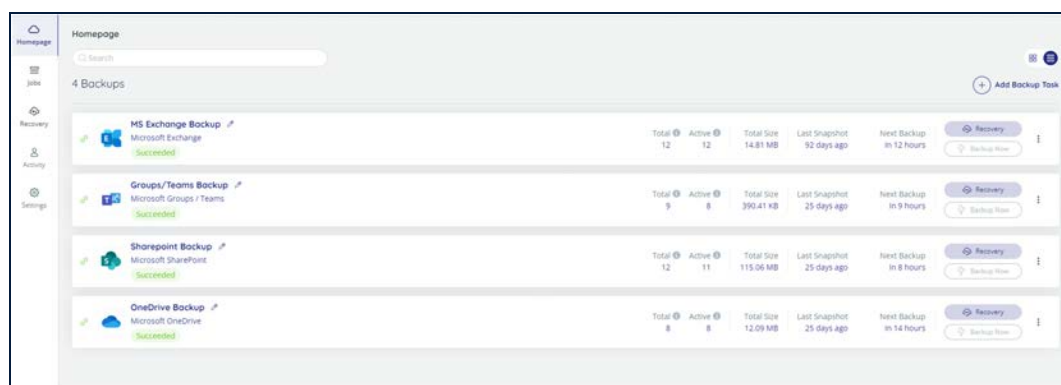 Homepage
Homepage
Search
Jobs
4 Backups
Add Backup Task
Recovery
Activity
Settings
MS Exchange Backup
Microsoft Exchange
Succeeded
Total Active Total Size Last Snapshot Next Backup
12 12 14.81 MB 92 days ago in 12 hours
Recovery
Backup Now
Groups/Teams Backup
Microsoft Groups / Teams
Succeeded
Total Active Total Size Last Snapshot Next Backup
9 8 390.41 KB 25 days ago in 9 hours
Recovery
Backup Now
Sharepoint Backup
Microsoft SharePoint
Succeeded
Total Active Total Size Last Snapshot Next Backup
12 11 115.06 MB 25 days ago in 8 hours
Recovery
Backup Now
OneDrive Backup
Microsoft OneDrive
Succeeded
Total Active Total Size Last Snapshot Next Backup
8 8 12.09 MB 25 days ago in 14 hours
Recovery
Backup Now